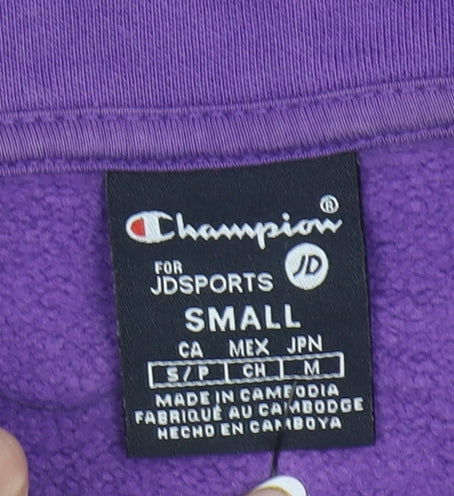 Champion®
FOR JD
JDSPORTS
SMALL
CA MEX JPN
S/P CH M
MADE IN CAMBODIA
FABRIQUÉ AU CAMBODGE
HECHO EN CAMBOYA